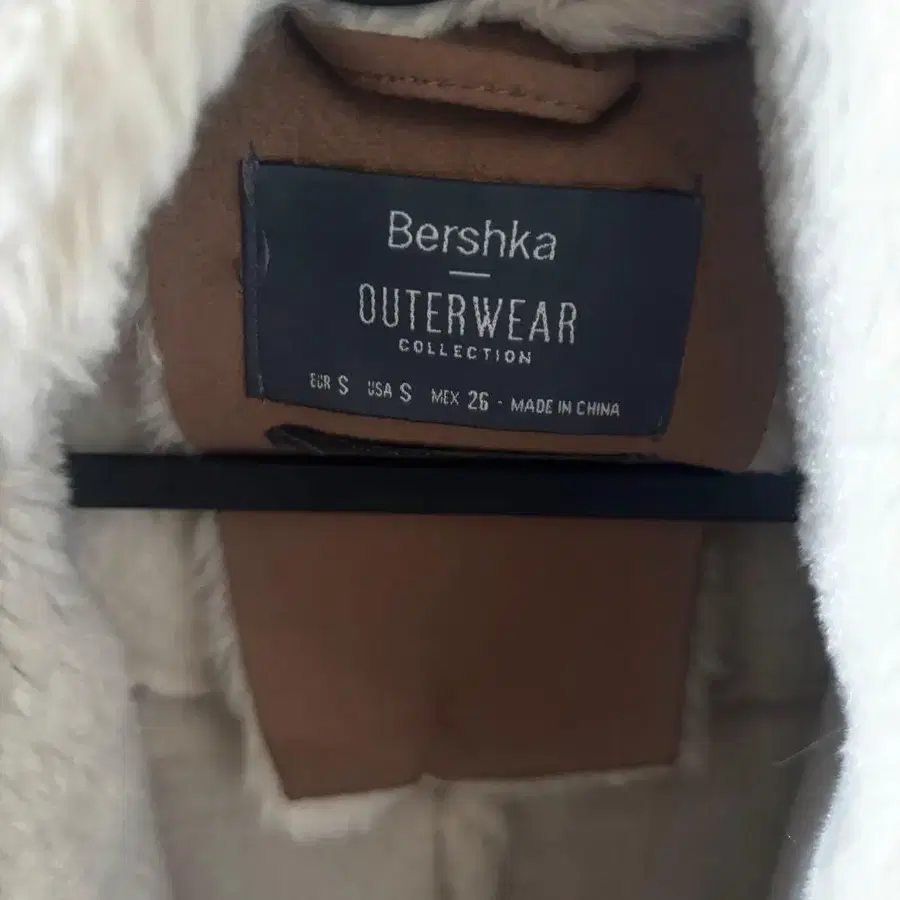 Bershka
OUTERWEAR
COLLECTION
EUR S USA S MEX 26 · MADE IN CHINA